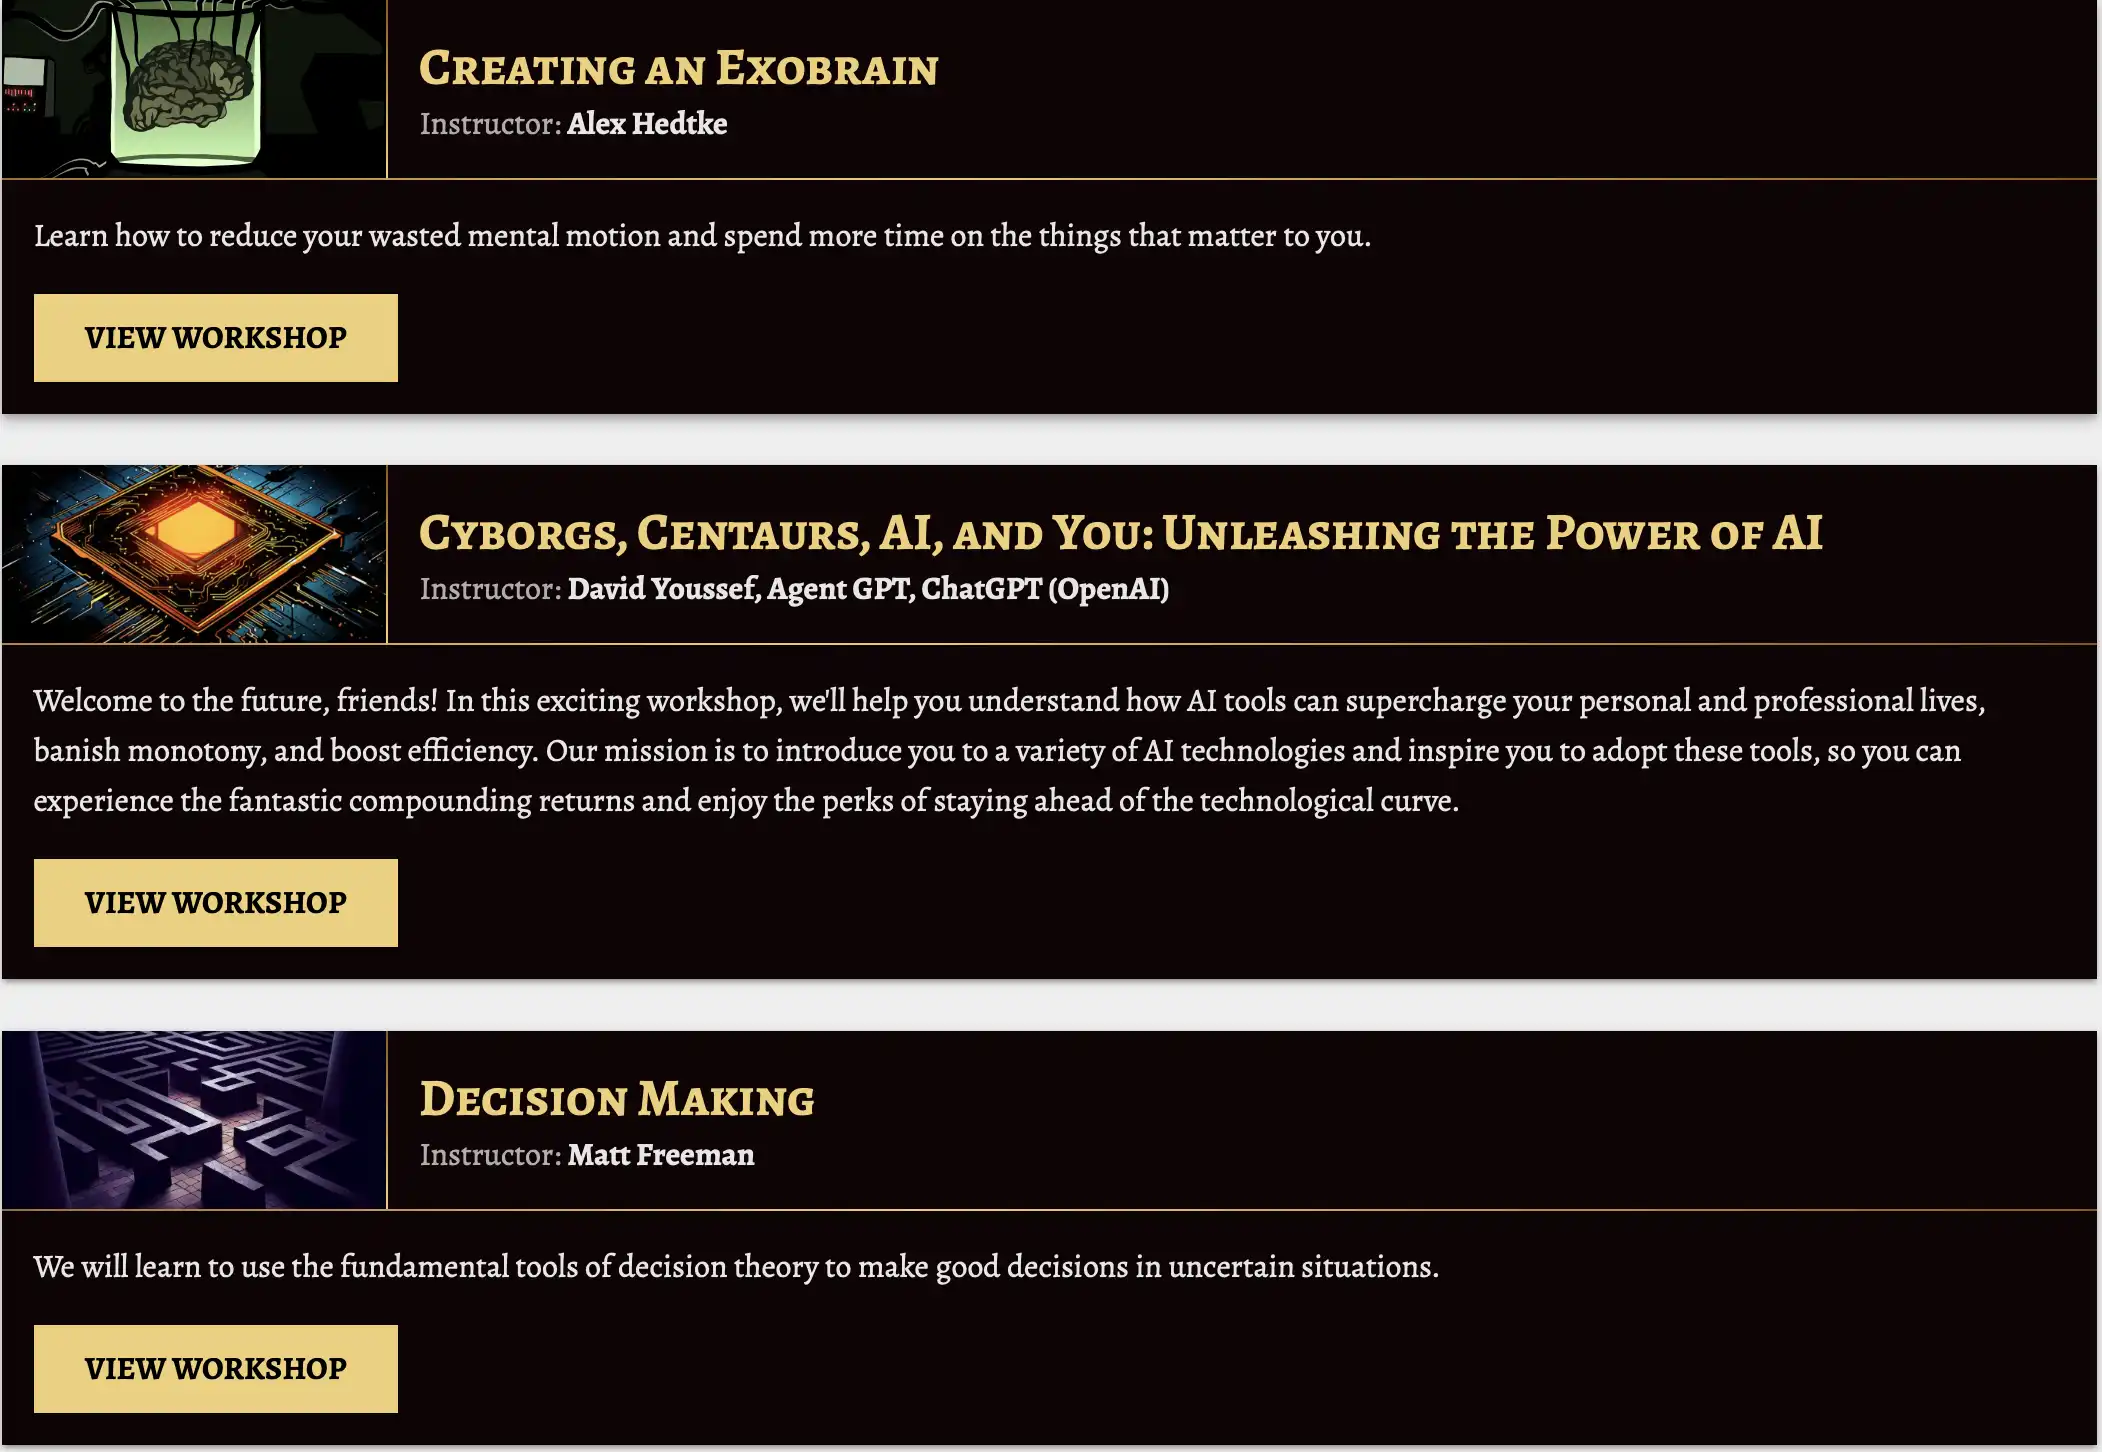 Creating an Exobrain
Instructor: Alex Hedtke
Learn how to reduce your wasted mental motion and spend more time on the things that matter to you.
VIEW WORKSHOP
Cyborgs, Centaurs, AI, and You: Unleashing the Power of AI
Instructor: David Youssef, Agent GPT, ChatGPT (OpenAI)
Welcome to the future, friends! In this exciting workshop, we'll help you understand how AI tools can supercharge your personal and professional lives,
banish monotony, and boost efficiency. Our mission is to introduce you to a variety of AI technologies and inspire you to adopt these tools, so you can
experience the fantastic compounding returns and enjoy the perks of staying ahead of the technological curve.
VIEW WORKSHOP
Decision Making
Instructor: Matt Freeman
We will learn to use the fundamental tools of decision theory to make good decisions in uncertain situations.
VIEW WORKSHOP